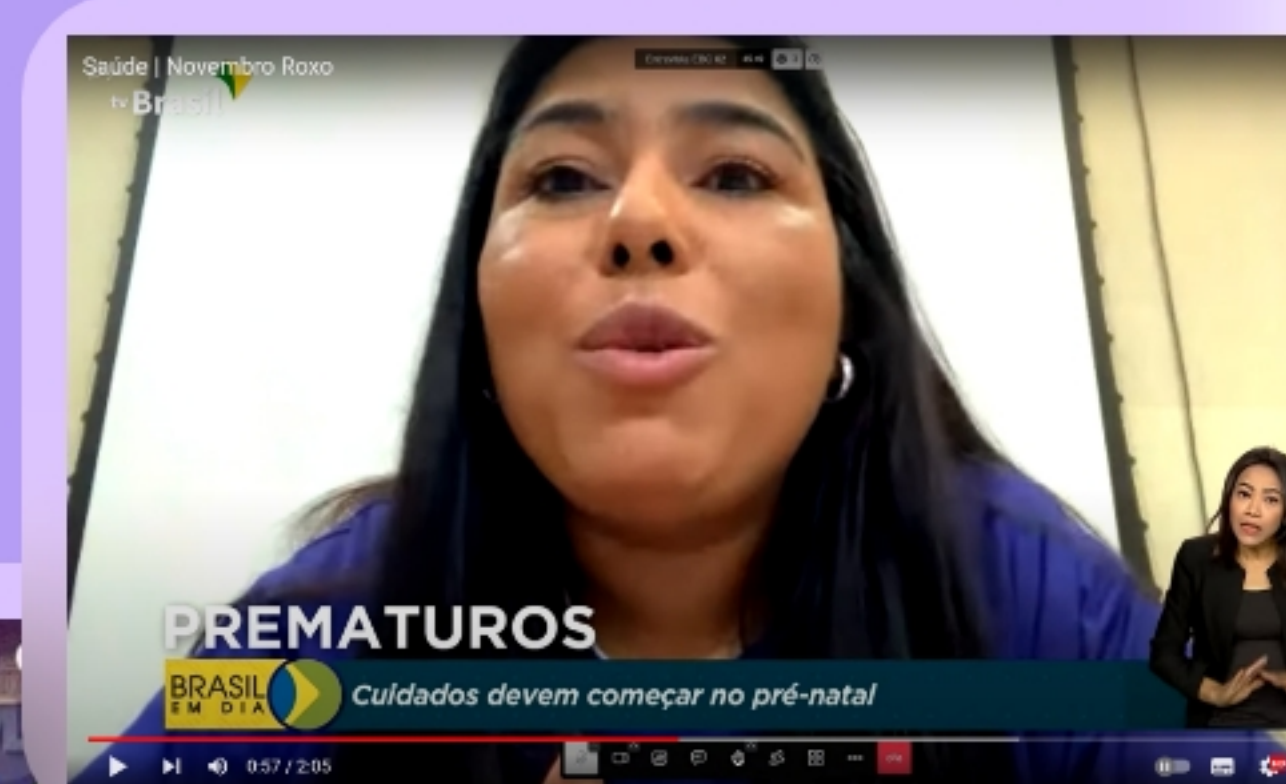 Saúde | Novembro Roxo
tv Brasil
PREMATUROS
BRASIL
EM DIA
Cuidados devem começar no pré-natal
0:57 / 2:05